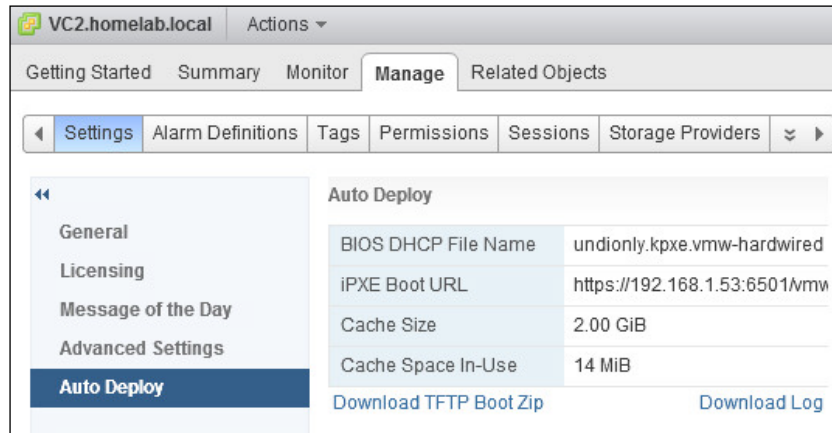 VC2.homelab.local Actions
Getting Started Summary Monitor Manage Related Objects
Settings Alarm Definitions Tags Permissions Sessions Storage Providers
General
Licensing
Message of the Day
Advanced Settings
Auto Deploy
Auto Deploy
BIOS DHCP File Name undionly.kpxe.vmw-hardwired
iPXE Boot URL https://192.168.1.53:6501/vmw
Cache Size 2.00 GiB
Cache Space In-Use 14 MiB
Download TFTP Boot Zip Download Log